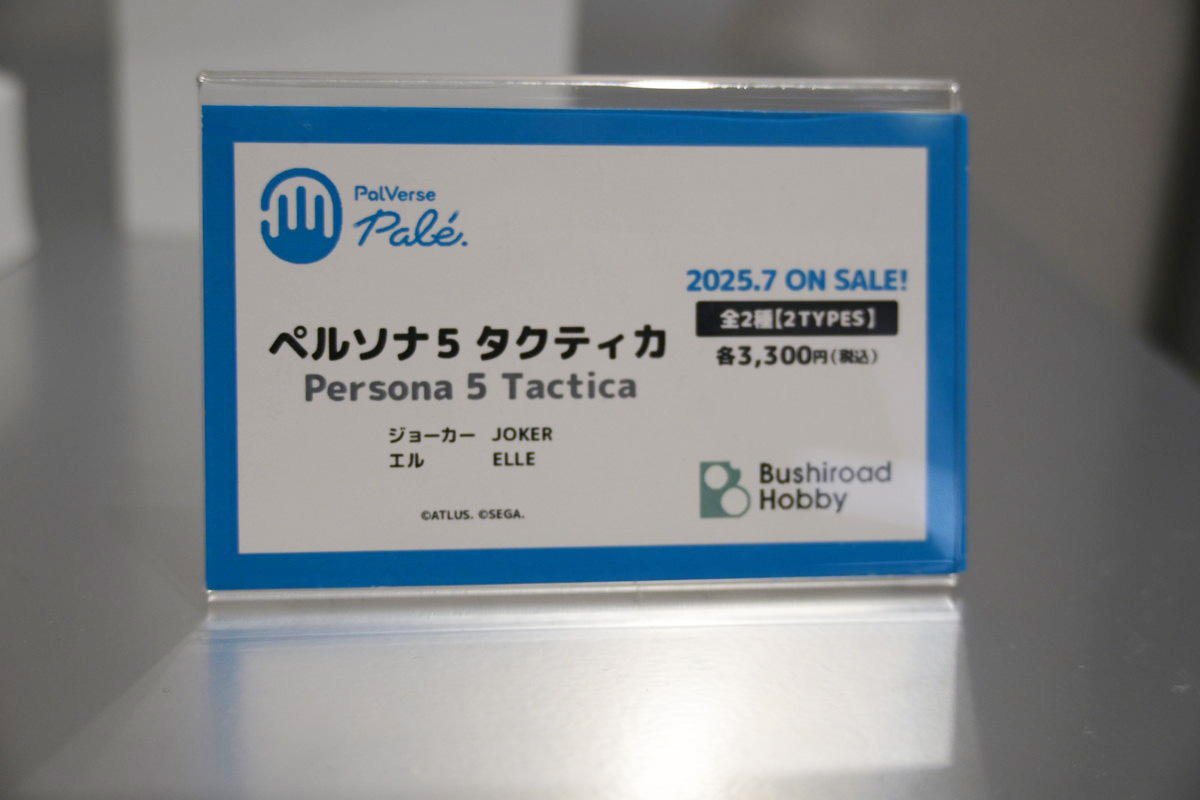 PalVerse
Palé.
2025.7 ON SALE!
全2種【2TYPES】
各3,300円(税込)
ペルソナ5 タクティカ
Persona 5 Tactica
ジョーカー JOKER
エル ELLE
©ATLUS. ©SEGA.
Bushiroad
Hobby